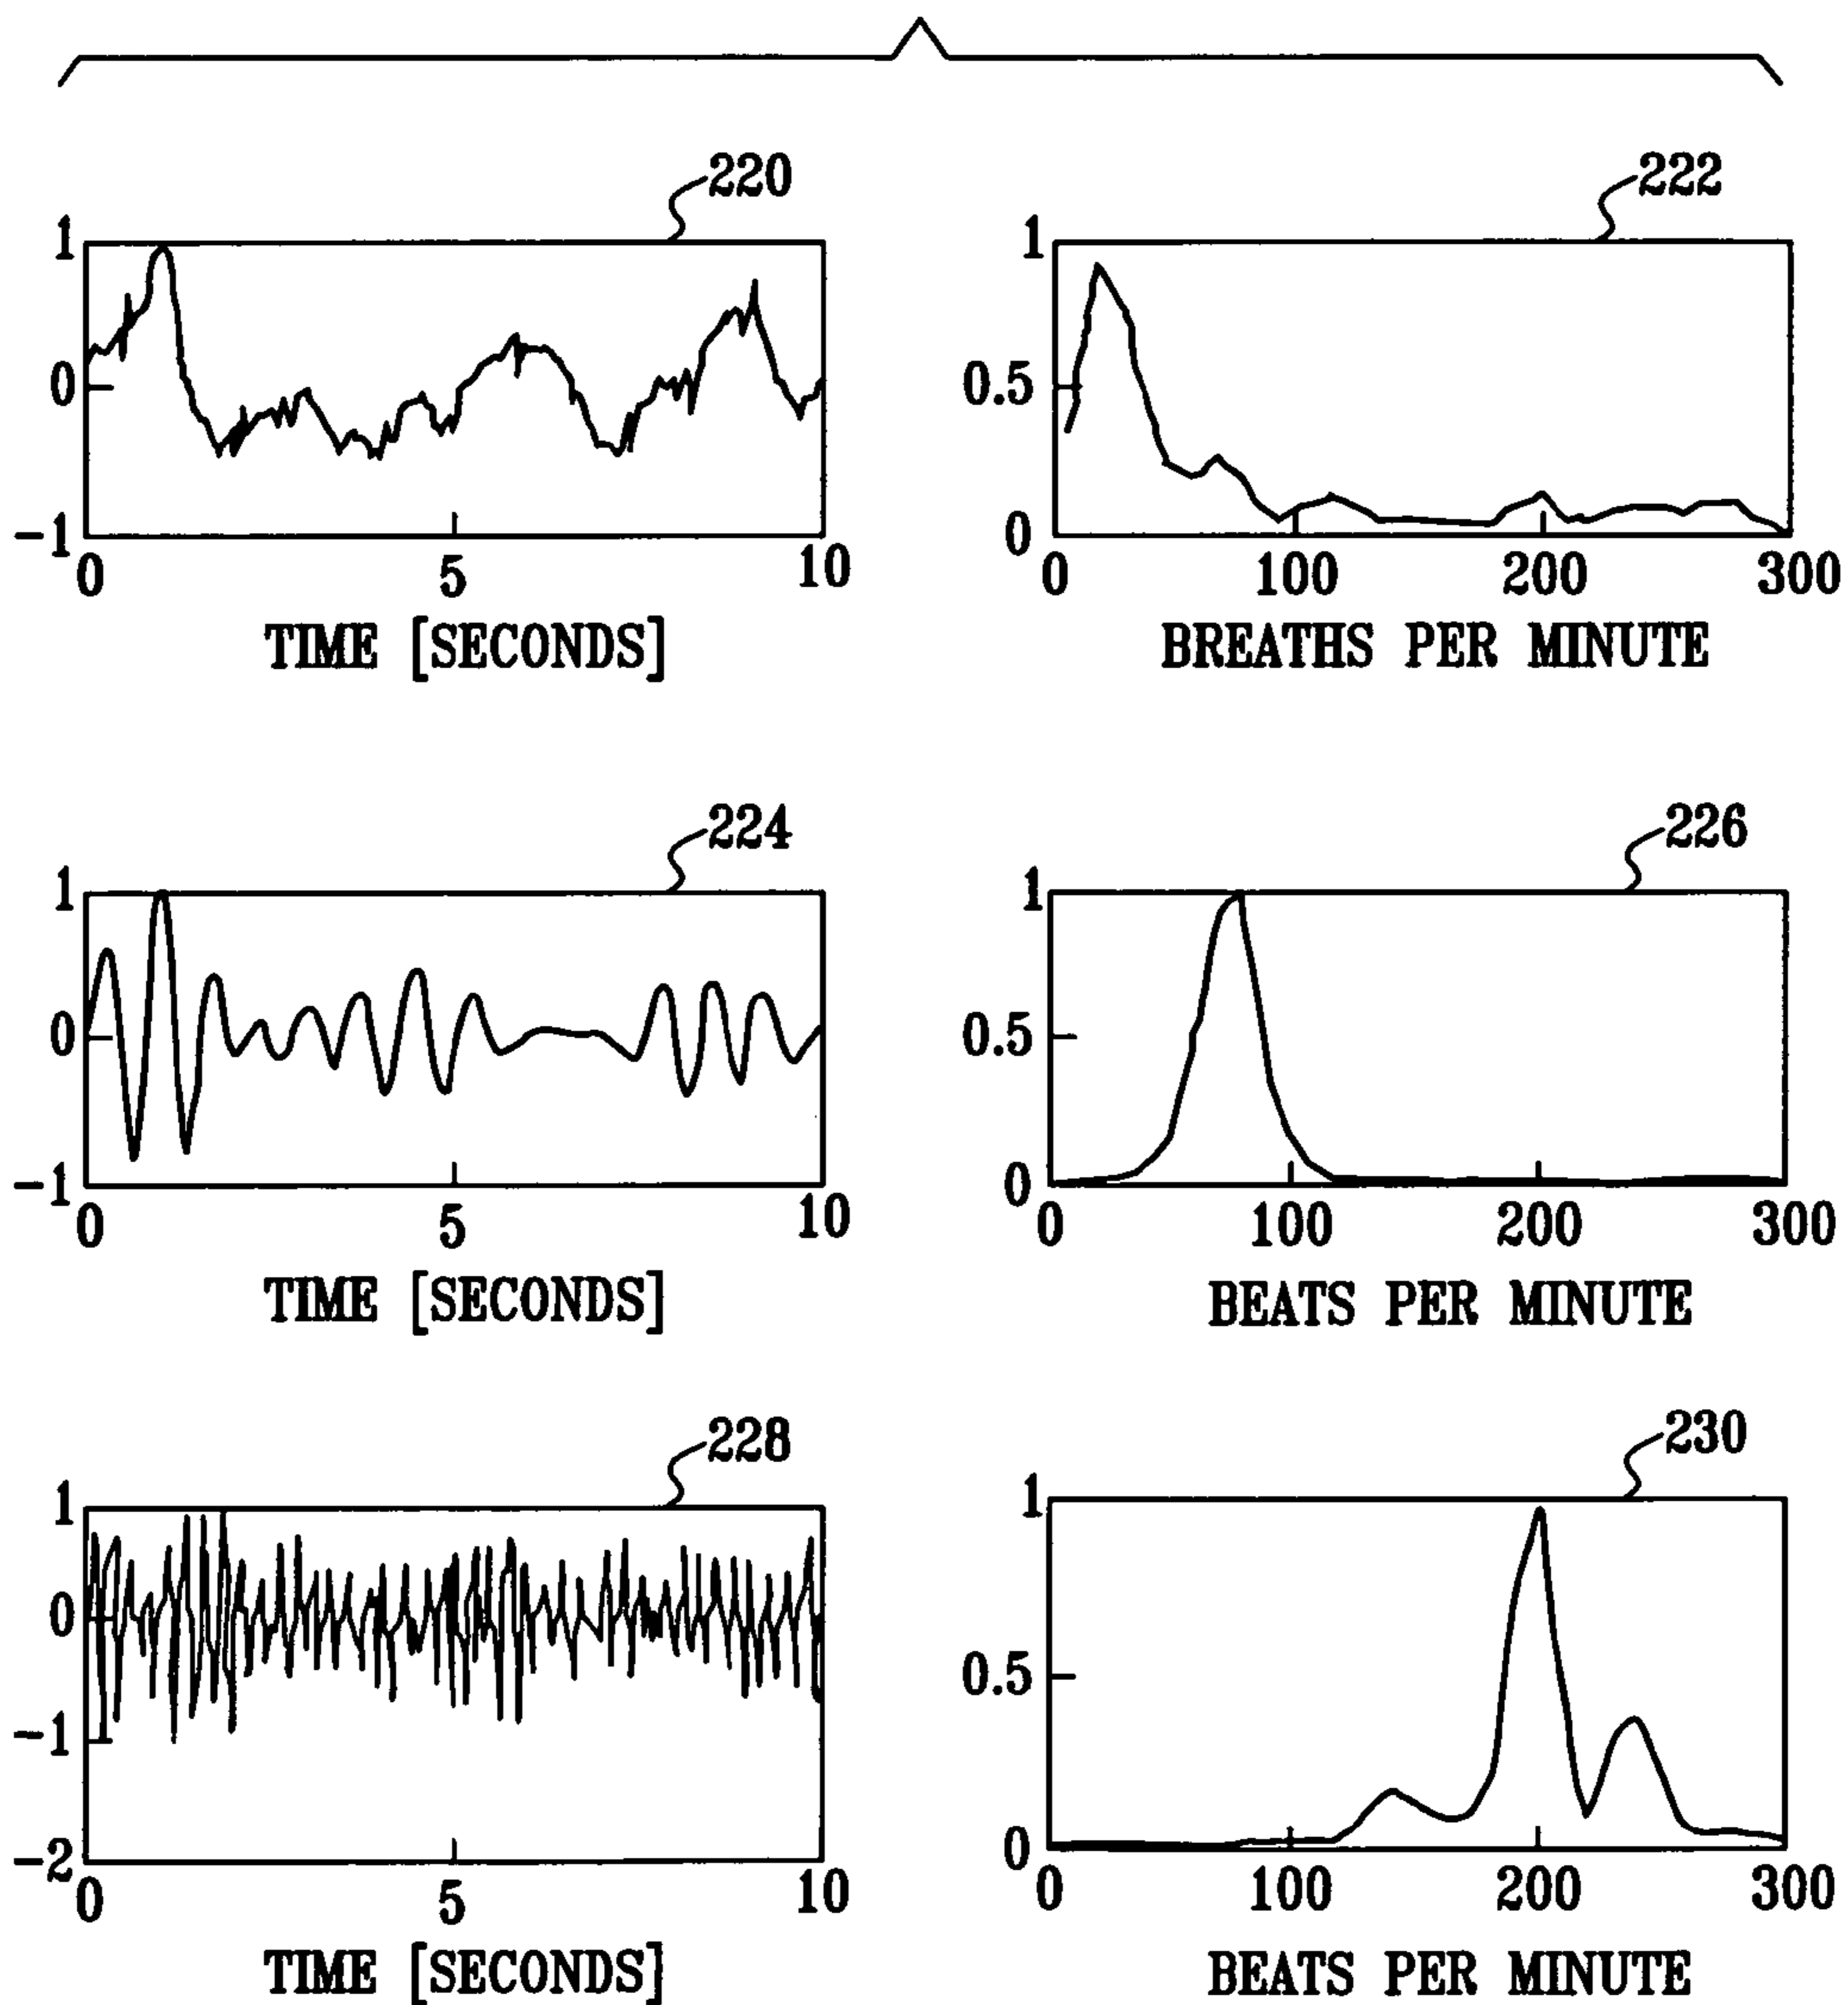 220
1
0
-1
0 5 10
TIME [SECONDS]
222
1
0.5
0
0 100 200 300
BREATHS PER MINUTE
224
1
0
-1
0 5 10
TIME [SECONDS]
226
1
0.5
0
0 100 200 300
BEATS PER MINUTE
228
1
0
-1
-2
0 5 10
TIME [SECONDS]
230
1
0.5
0
0 100 200 300
BEATS PER MINUTE